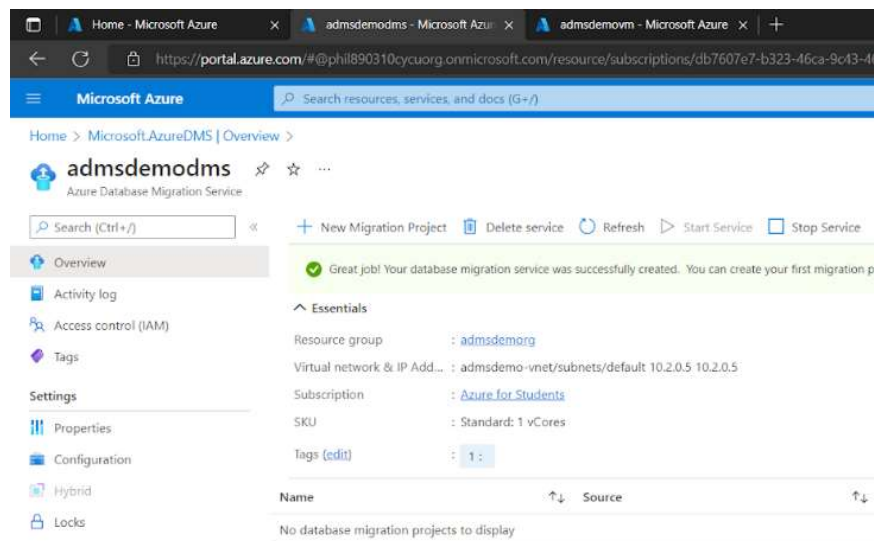 Home - Microsoft Azure
admsdemodms - Microsoft Azu
admsdemovm - Microsoft Azure
https://portal.azure.com/#@phil890310cycuorg.onmicrosoft.com/resource/subscriptions/db7607e7-b323-46ca-9c43-46
Microsoft Azure
Search resources, services, and docs (G+/)
Home > Microsoft.AzureDMS | Overview >
admsdemodms
Azure Database Migration Service
Search (Ctrl+/)
+ New Migration Project Delete service Refresh Start Service Stop Service
Overview
Great job! Your database migration service was successfully created. You can create your first migration p
Activity log
Essentials
Access control (IAM)
Resource group : admsdemorg
Tags
Virtual network & IP Add... : admsdemo-vnet/subnets/default 10.2.0.5 10.2.0.5
Settings
Subscription : Azure for Students
Properties
SKU : Standard: 1 vCores
Configuration
Tags (edit) : 1 :
Hybrid
Name Source
Locks
No database migration projects to display